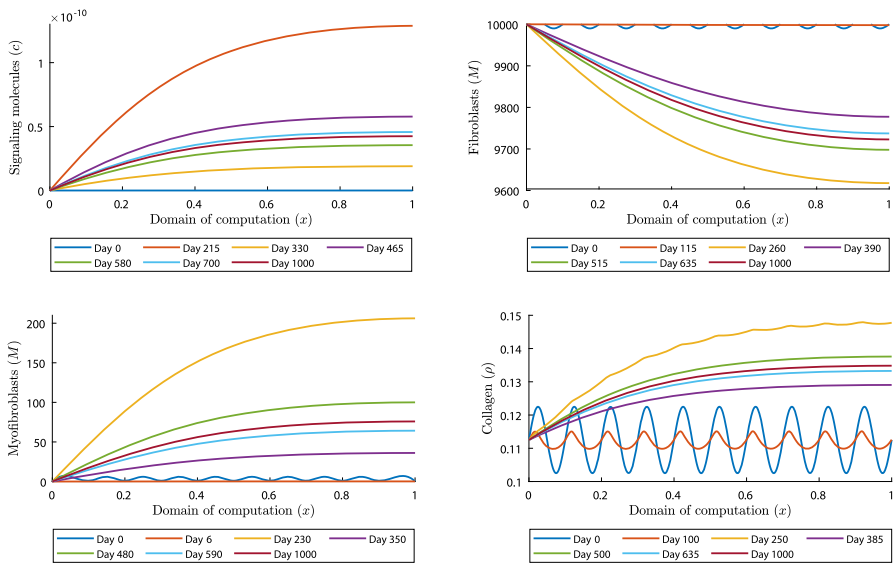 × 10⁻¹⁰
1
0.5
0
Signaling molecules (c)
0 0.2 0.4 0.6 0.8 1
Domain of computation (x)
Day 0 Day 215 Day 330 Day 465
Day 580 Day 700 Day 1000
10000
9900
9800
9700
9600
Fibroblasts (M)
0 0.2 0.4 0.6 0.8 1
Domain of computation (x)
Day 0 Day 115 Day 260 Day 390
Day 515 Day 635 Day 1000
200
150
100
50
0
Myofibroblasts (M)
0 0.2 0.4 0.6 0.8 1
Domain of computation (x)
Day 0 Day 6 Day 230 Day 350
Day 480 Day 590 Day 1000
0.15
0.14
0.13
0.12
0.11
0.1
Collagen (ρ)
0 0.2 0.4 0.6 0.8 1
Domain of computation (x)
Day 0 Day 100 Day 250 Day 385
Day 500 Day 635 Day 1000